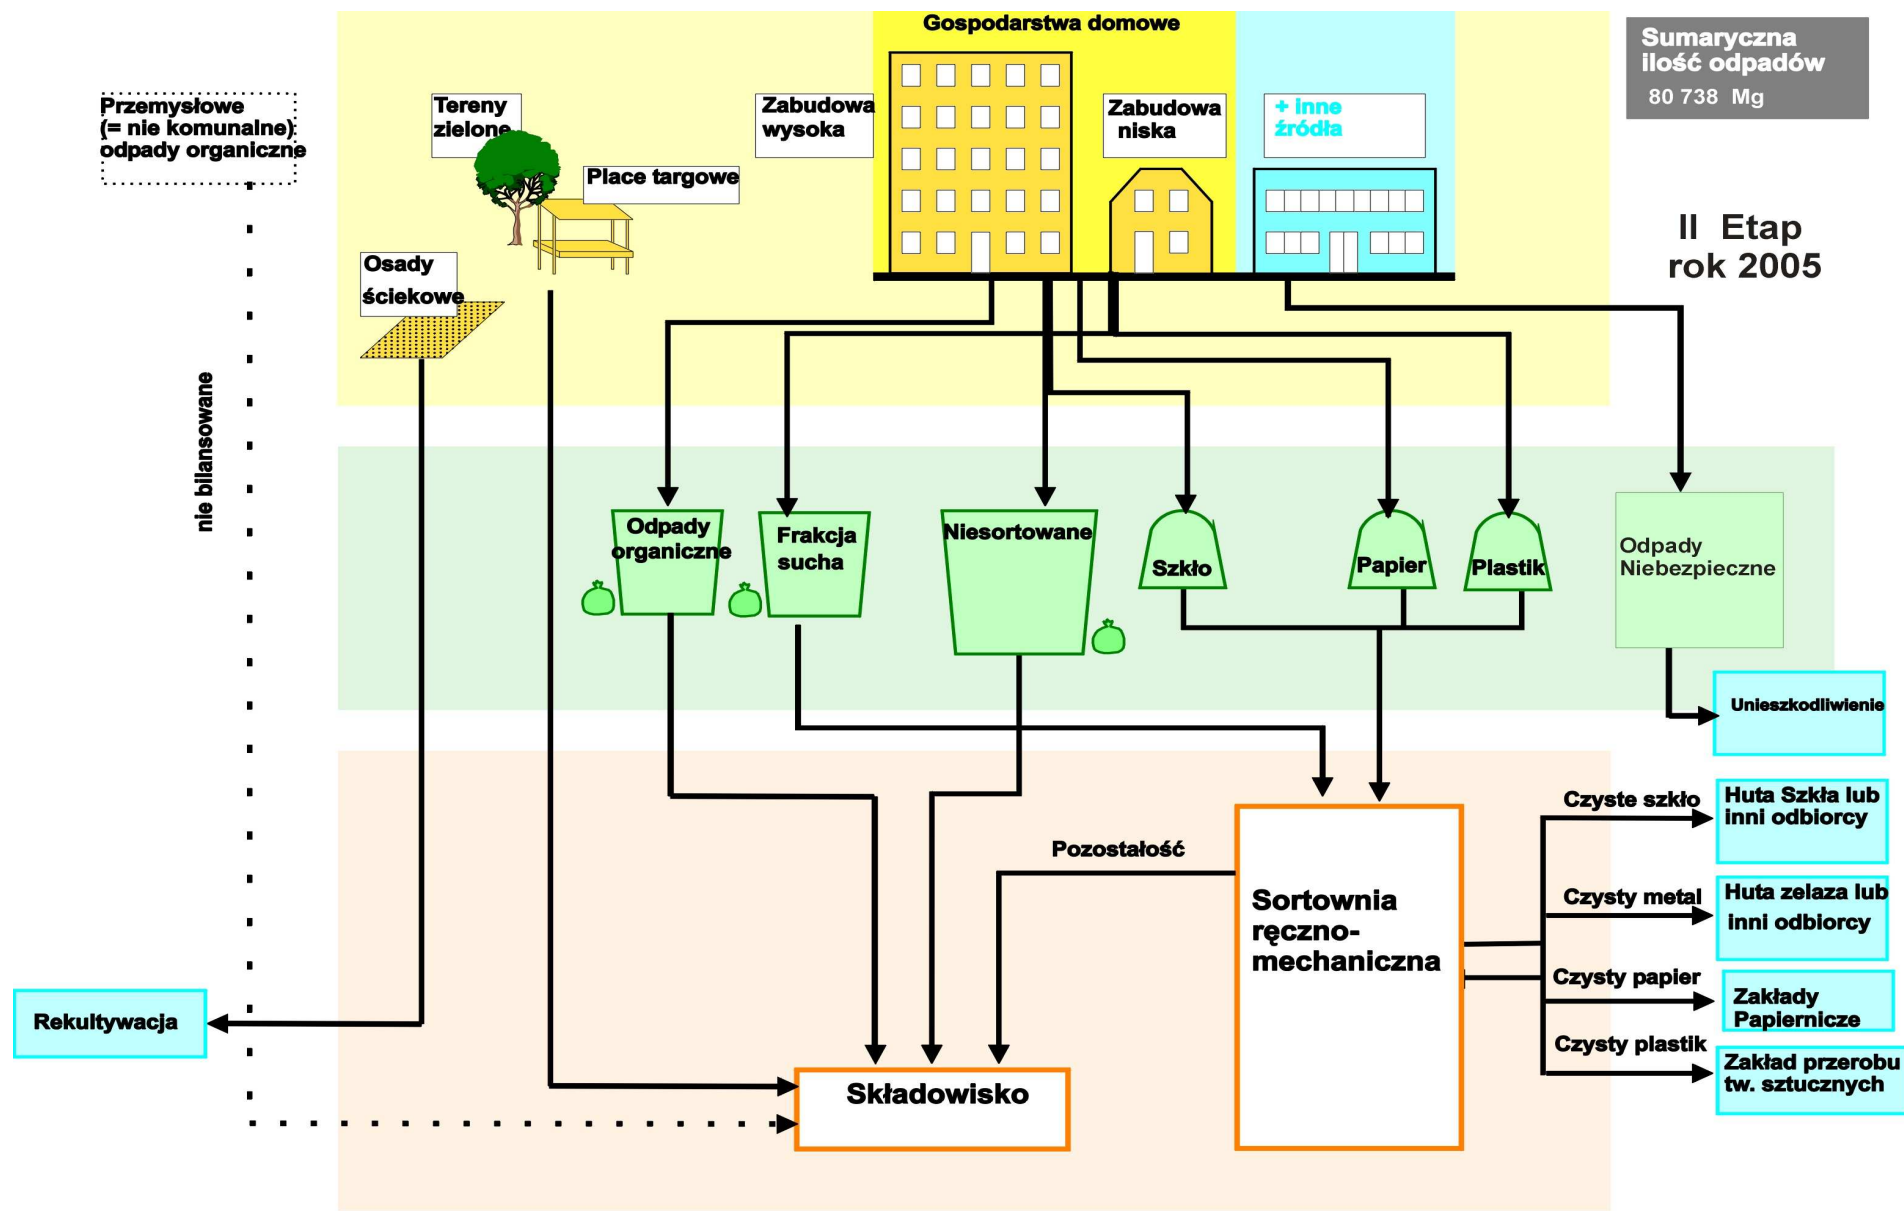 Gospodarstwa domowe
Sumaryczna
ilość odpadów
80 738 Mg
Przemysłowe
(= nie komunalne)
odpady organiczne
Tereny
zielone
Zabudowa
wysoka
Zabudowa
niska
+ inne
źródła
Place targowe
II Etap
rok 2005
Osady
ściekowe
nie bilansowane
Odpady
organiczne
Frakcja
sucha
Niesortowane
Szkło
Papier
Plastik
Odpady
Niebezpieczne
Unieszkodliwienie
Czyste szkło
Huta Szkła lub
inni odbiorcy
Pozostałość
Sortownia
ręczno-
mechaniczna
Czysty metal
Huta zelaza lub
inni odbiorcy
Czysty papier
Zakłady
Papiernicze
Rekultywacja
Czysty plastik
Zakład przerobu
tw. sztucznych
Składowisko